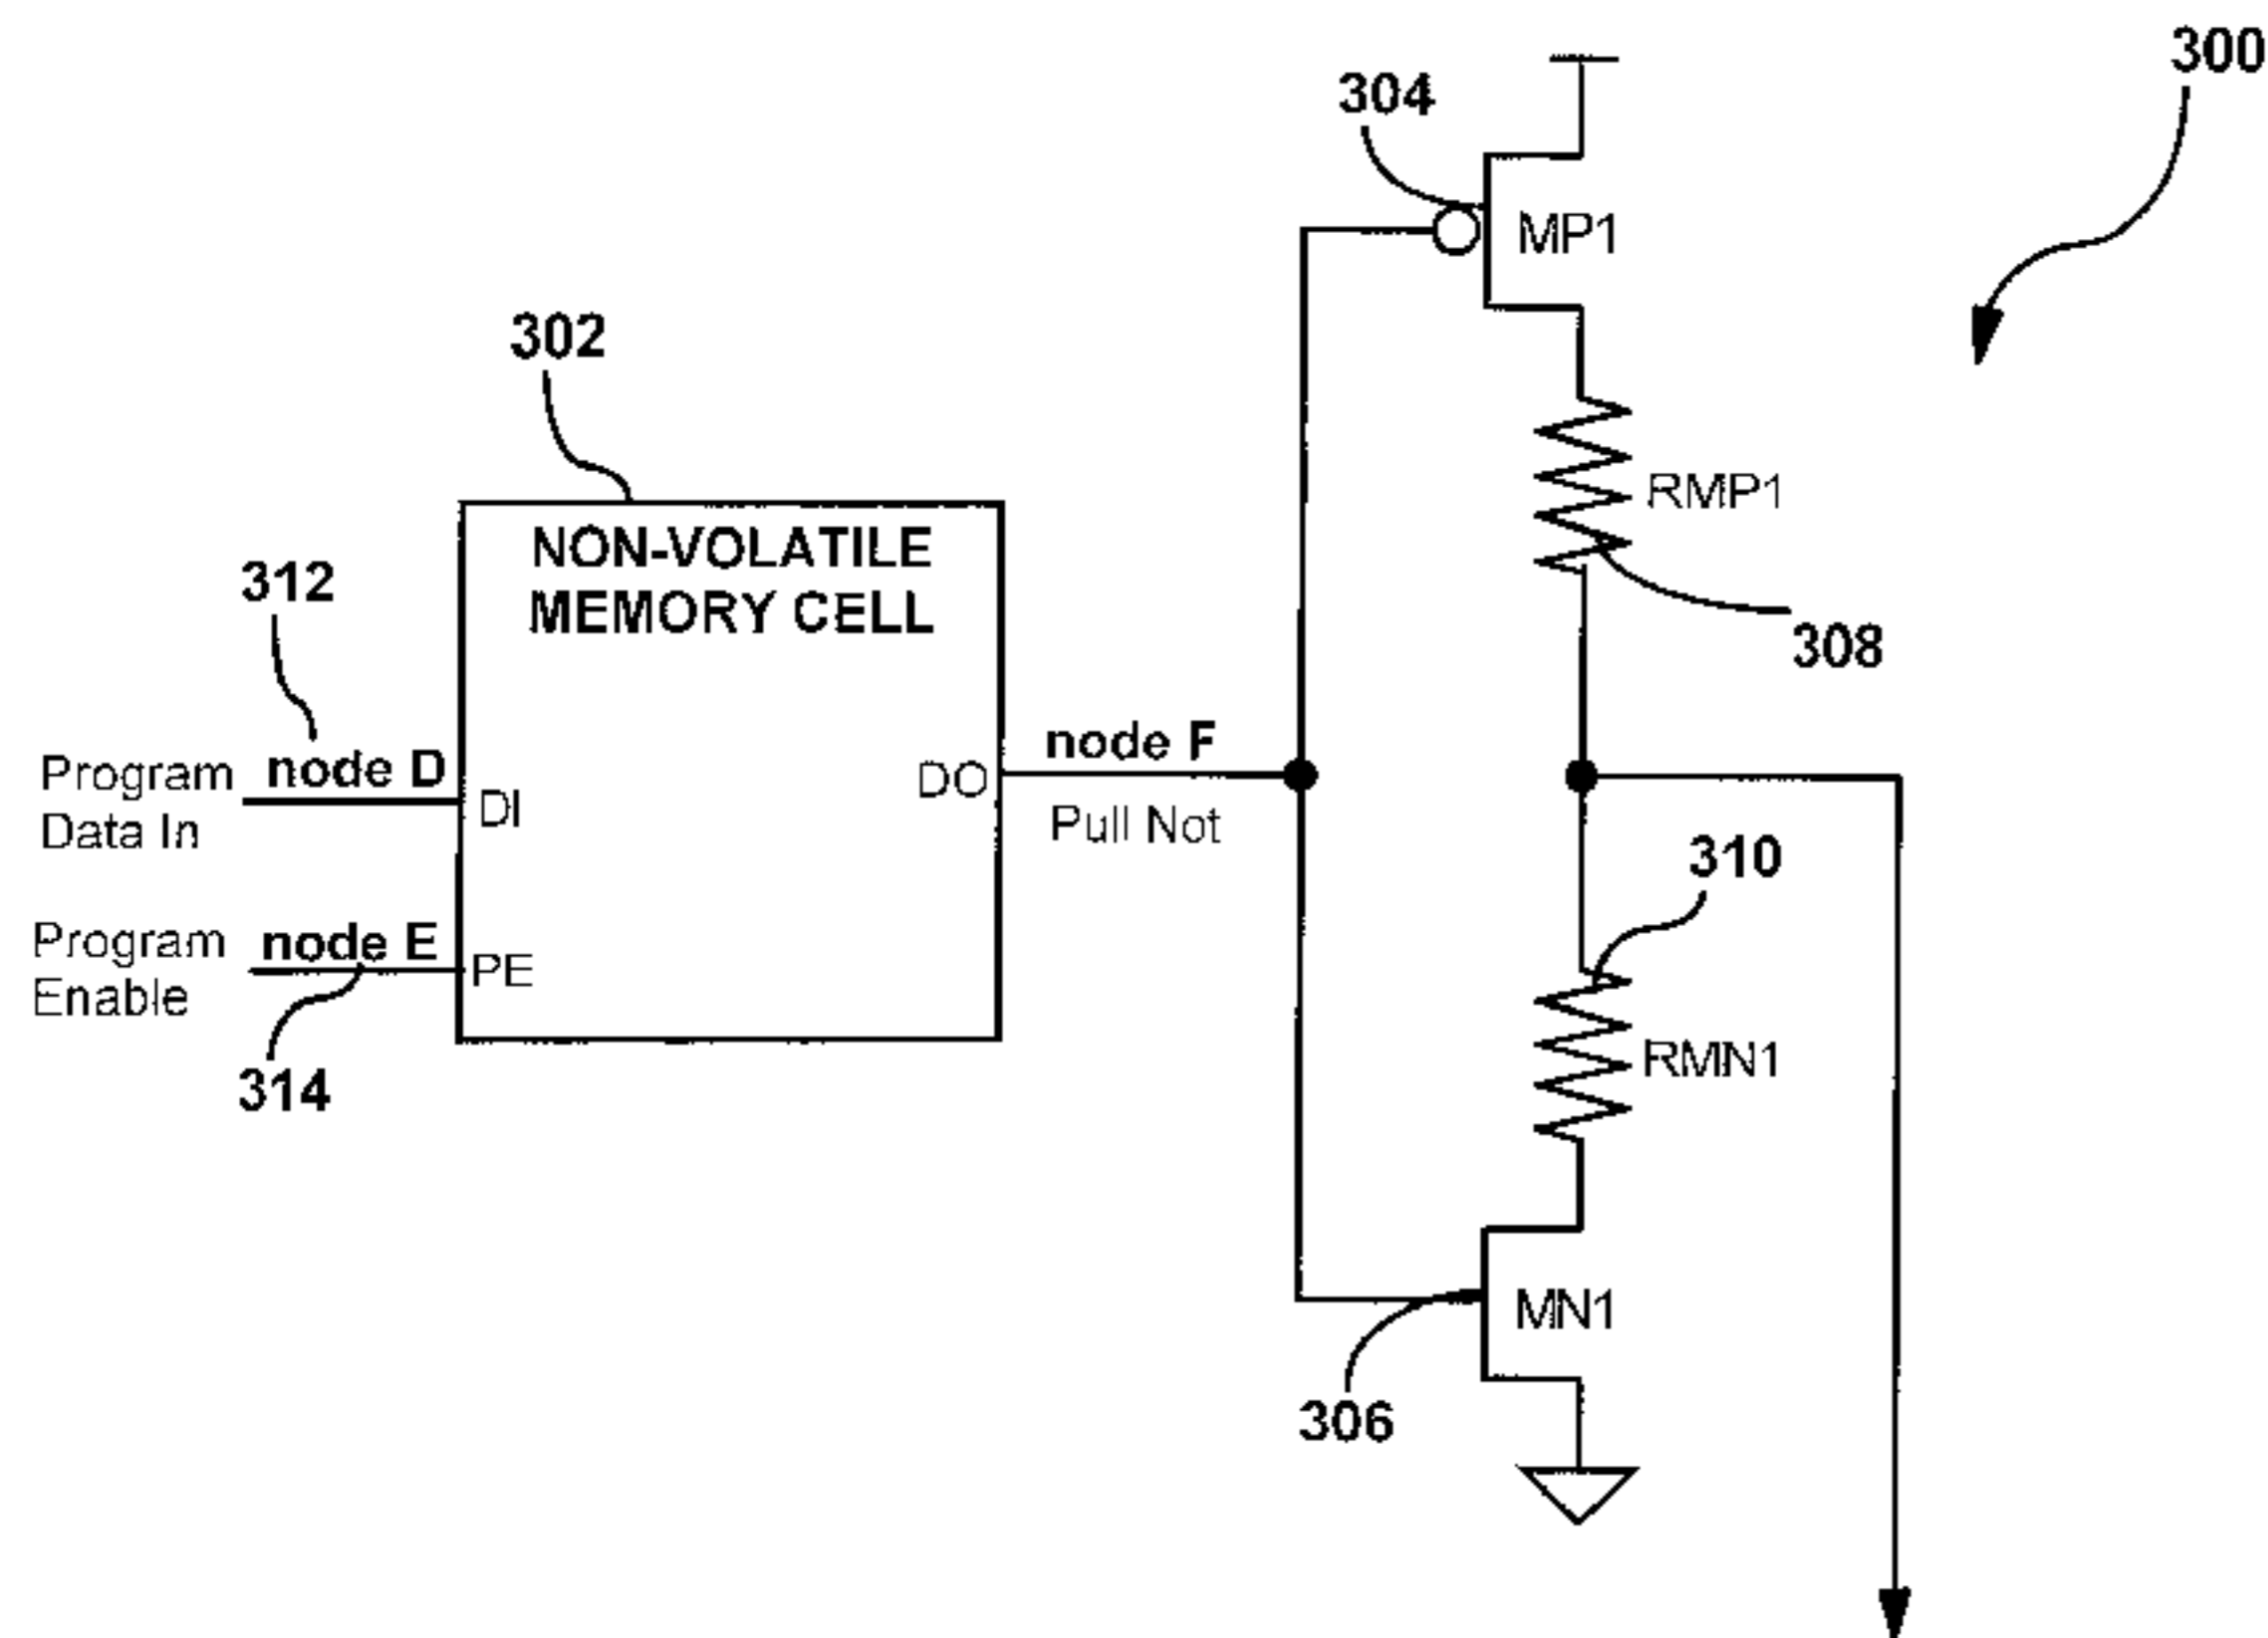 300
304
MP1
302
RMP1
NON-VOLATILE
MEMORY CELL
312
308
node F
Program node D
DO
DI
Data In
Pull Not
310
Program node E
PE
Enable
RMN1
314
MN1
306